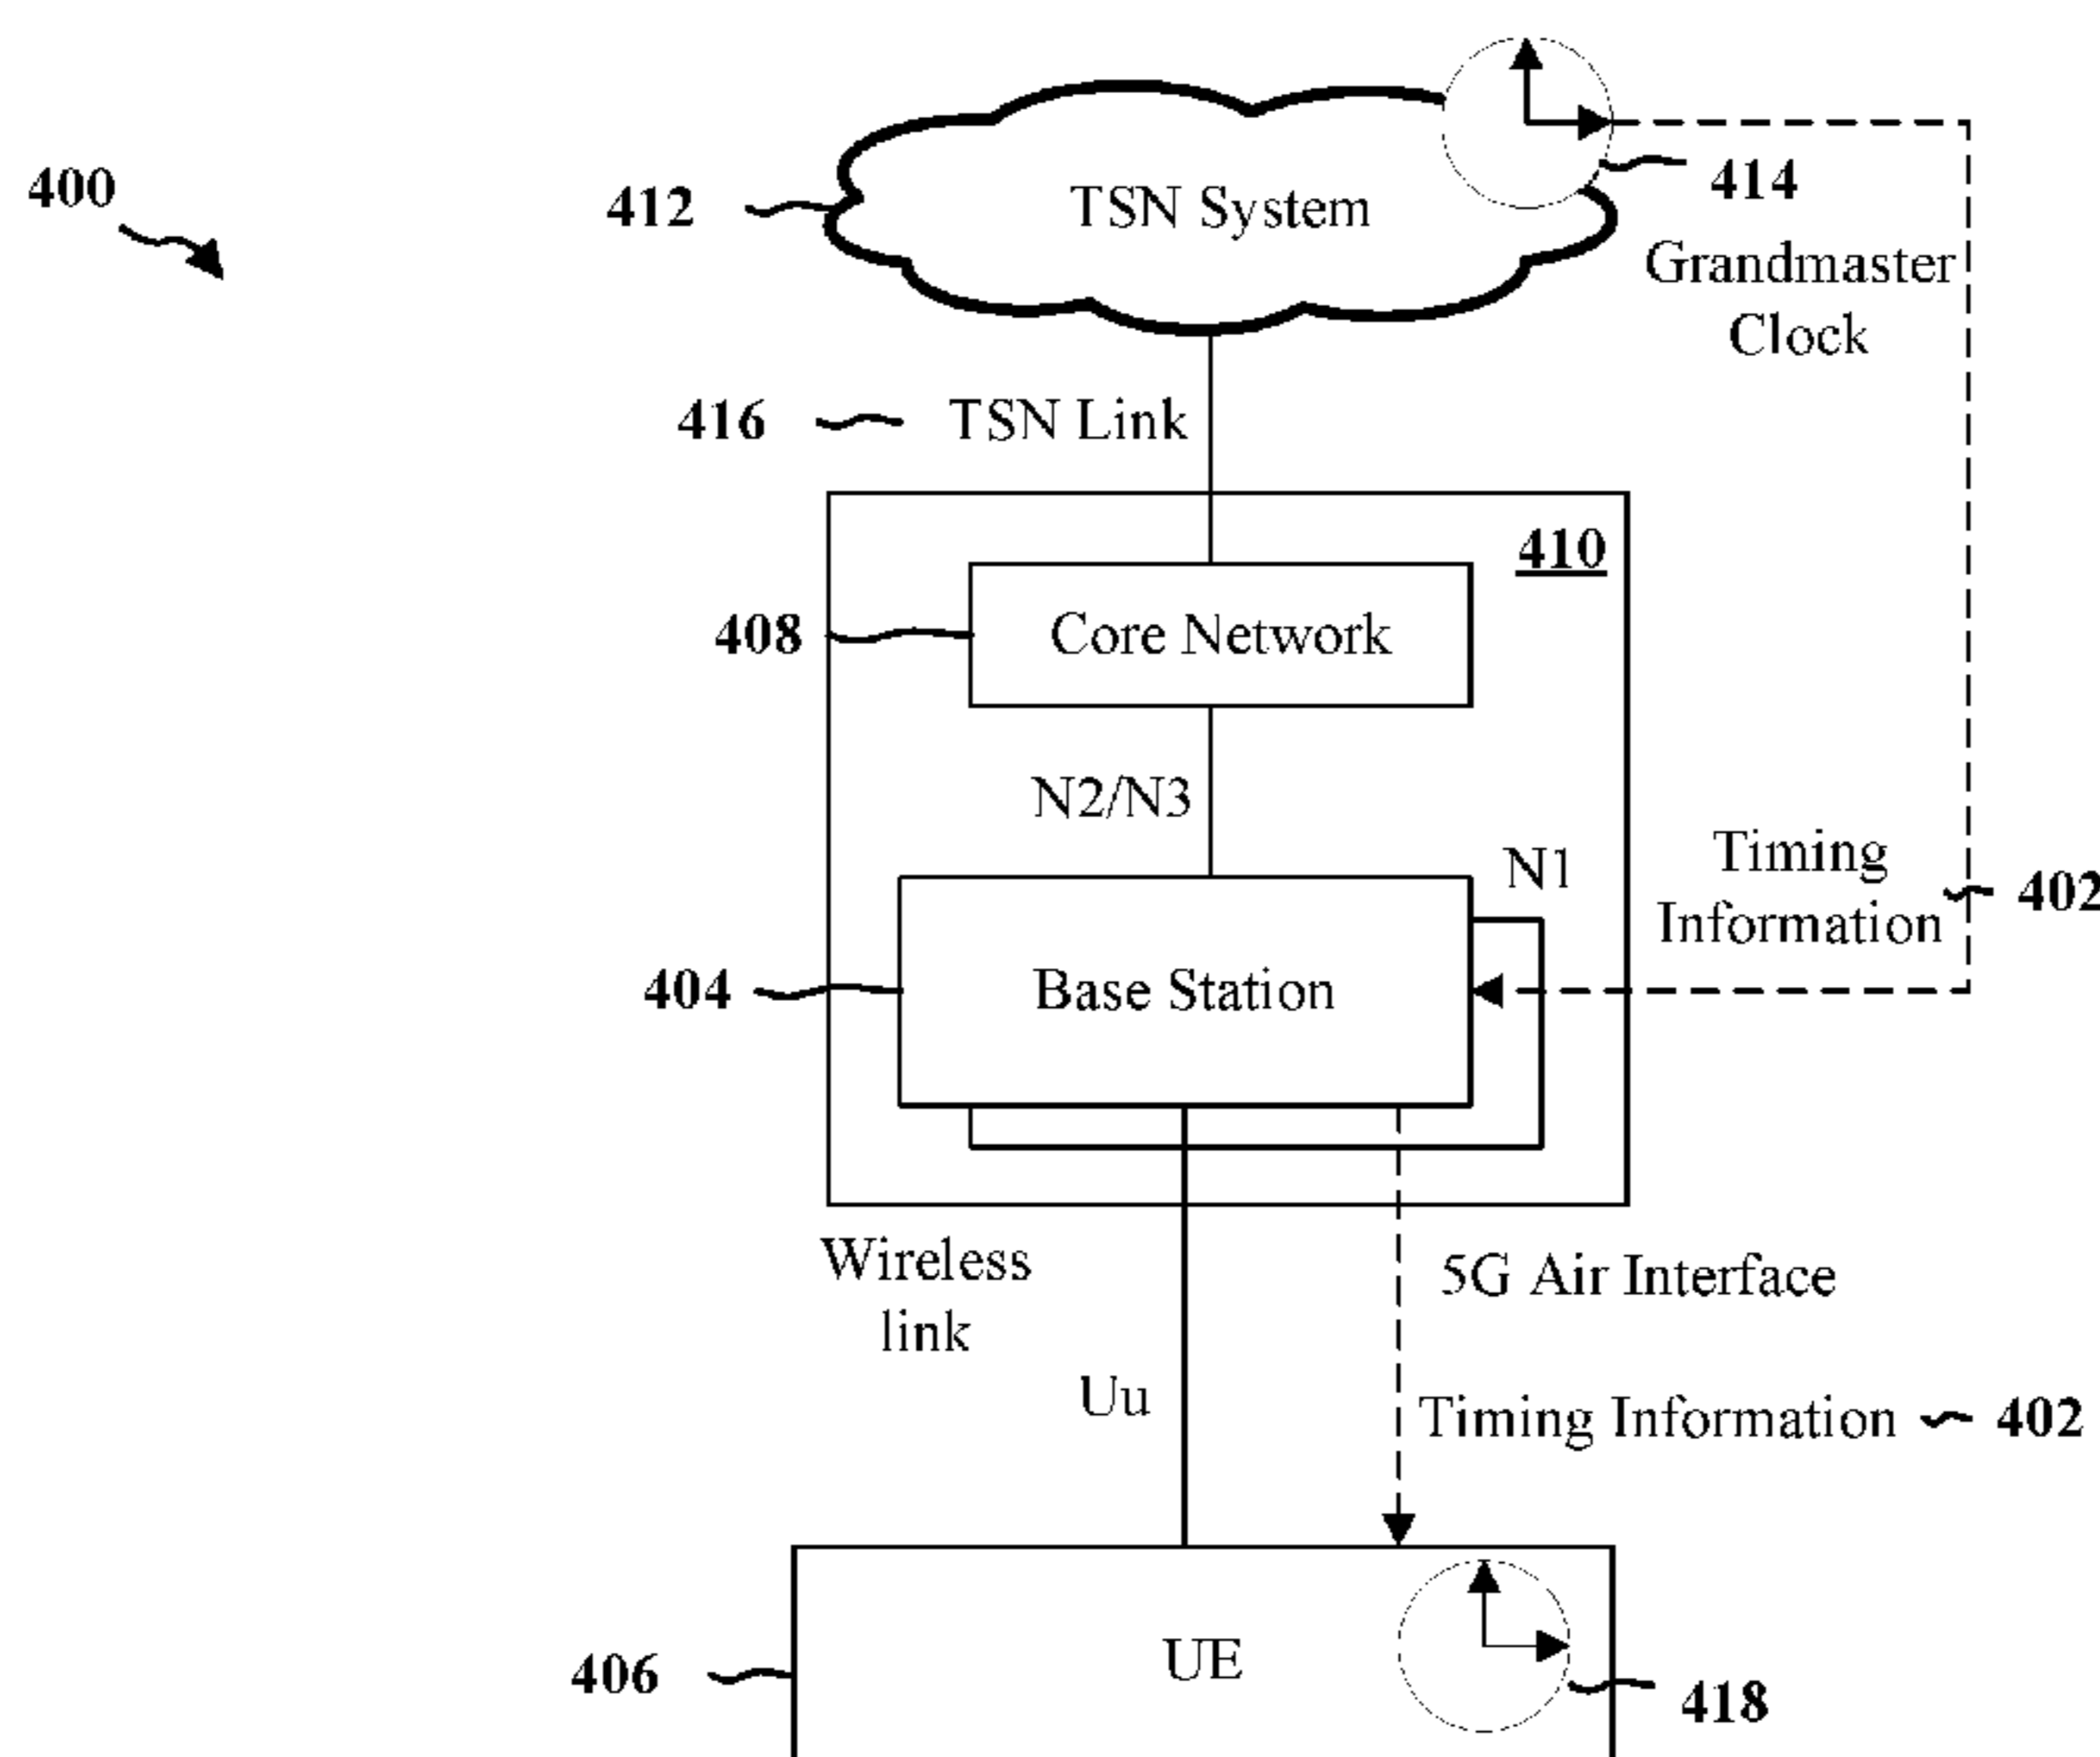 400
412
TSN System
414
Grandmaster
Clock
416
TSN Link
410
408
Core Network
N2/N3
N1
Timing
Information
402
404
Base Station
Wireless
link
5G Air Interface
Uu
Timing Information
402
406
UE
418